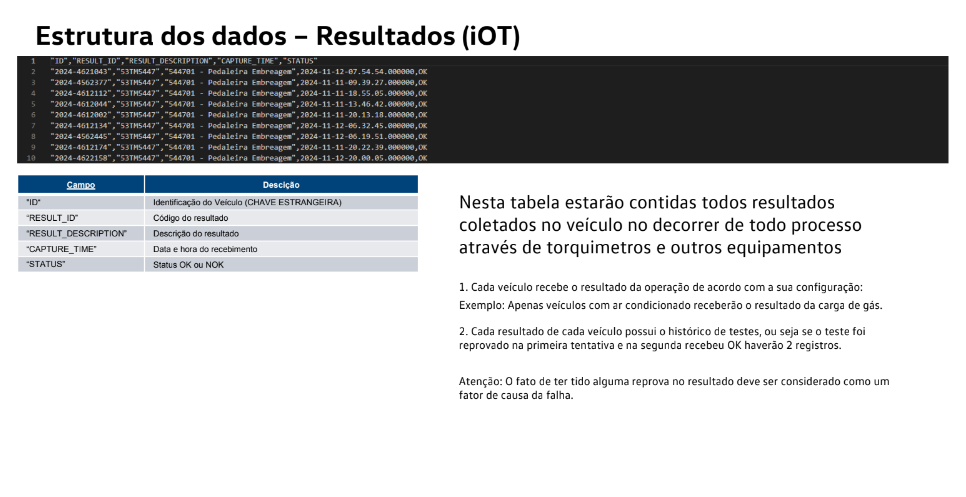 Estrutura dos dados – Resultados (iOT)
1 "ID","RESULT_ID","RESULT_DESCRIPTION","CAPTURE_TIME","STATUS"
2 "2024-4621043","53TM5447","544701 - Pedaleira Embreagem",2024-11-12-07.54.54.000000,OK
3 "2024-4562377","53TM5447","544701 - Pedaleira Embreagem",2024-11-11-09.39.27.000000,OK
4 "2024-4612112","53TM5447","544701 - Pedaleira Embreagem",2024-11-11-18.55.05.000000,OK
5 "2024-4612044","53TM5447","544701 - Pedaleira Embreagem",2024-11-11-13.46.42.000000,OK
6 "2024-4612002","53TM5447","544701 - Pedaleira Embreagem",2024-11-11-20.13.18.000000,OK
7 "2024-4612134","53TM5447","544701 - Pedaleira Embreagem",2024-11-12-06.32.45.000000,OK
8 "2024-4562445","53TM5447","544701 - Pedaleira Embreagem",2024-11-12-06.19.51.000000,OK
9 "2024-4612174","53TM5447","544701 - Pedaleira Embreagem",2024-11-11-20.22.39.000000,OK
10 "2024-4622158","53TM5447","544701 - Pedaleira Embreagem",2024-11-12-20.00.05.000000,OK
Campo Descição
"ID" Identificação do Veículo (CHAVE ESTRANGEIRA)
"RESULT_ID" Código do resultado
"RESULT_DESCRIPTION" Descrição do resultado
"CAPTURE_TIME" Data e hora do recebimento
"STATUS" Status OK ou NOK
Nesta tabela estarão contidas todos resultados
coletados no veículo no decorrer de todo processo
através de torquimetros e outros equipamentos
1. Cada veículo recebe o resultado da operação de acordo com a sua configuração:
Exemplo: Apenas veículos com ar condicionado receberão o resultado da carga de gás.
2. Cada resultado de cada veículo possui o histórico de testes, ou seja se o teste foi
reprovado na primeira tentativa e na segunda recebeu OK haverão 2 registros.
Atenção: O fato de ter tido alguma reprova no resultado deve ser considerado como um
fator de causa da falha.